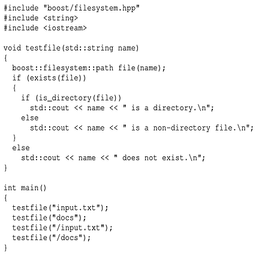 #include "boost/filesystem.hpp"
#include <string>
#include <iostream>

void testfile(std::string name)
{
  boost::filesystem::path file(name);
  if (exists(file))
  {
    if (is_directory(file))
      std::cout << name << " is a directory.\n";
    else
      std::cout << name << " is a non-directory file.\n";
  }
  else
    std::cout << name << " does not exist.\n";
}

int main()
{
  testfile("input.txt");
  testfile("docs");
  testfile("/input.txt");
  testfile("/docs");
}